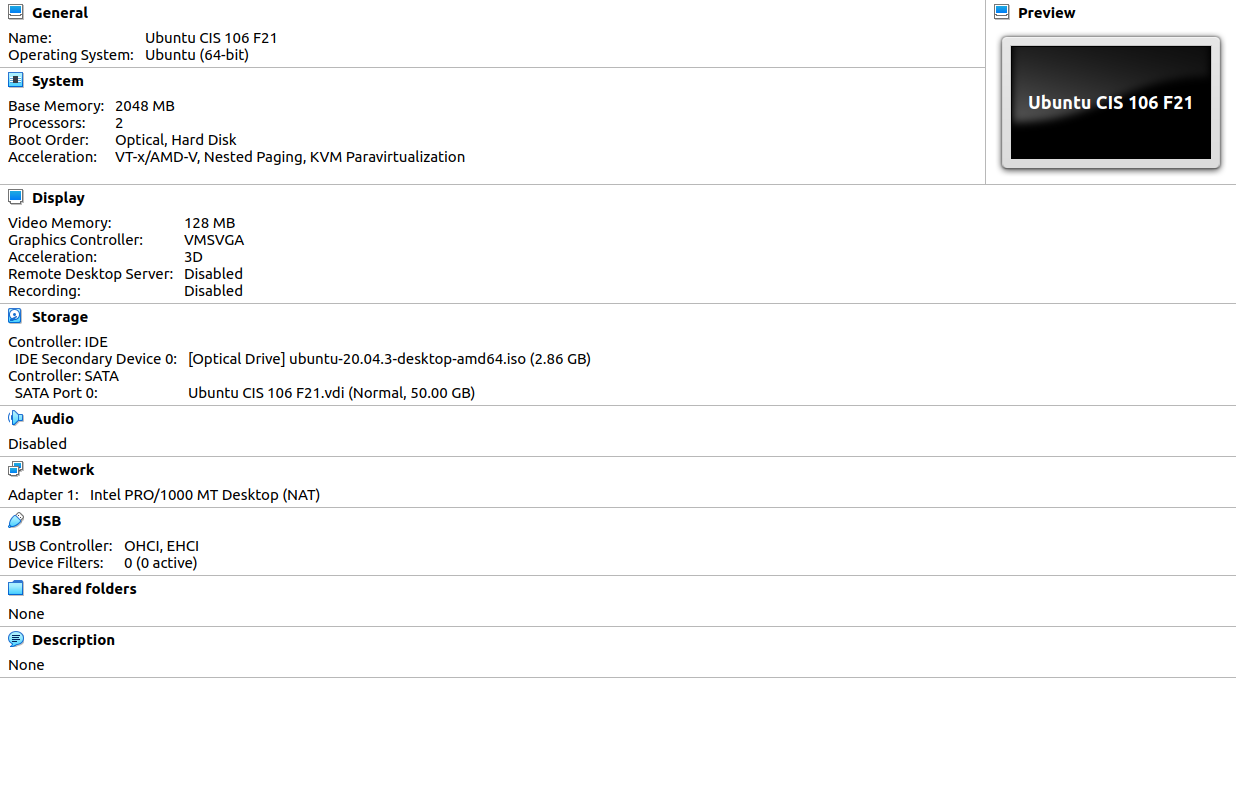 General
Name: Ubuntu CIS 106 F21
Operating System: Ubuntu (64-bit)
System
Base Memory: 2048 MB
Processors: 2
Boot Order: Optical, Hard Disk
Acceleration: VT-x/AMD-V, Nested Paging, KVM Paravirtualization
Preview
Ubuntu CIS 106 F21
Display
Video Memory: 128 MB
Graphics Controller: VMSVGA
Acceleration: 3D
Remote Desktop Server: Disabled
Recording: Disabled
Storage
Controller: IDE
IDE Secondary Device 0: [Optical Drive] ubuntu-20.04.3-desktop-amd64.iso (2.86 GB)
Controller: SATA
SATA Port 0: Ubuntu CIS 106 F21.vdi (Normal, 50.00 GB)
Audio
Disabled
Network
Adapter 1: Intel PRO/1000 MT Desktop (NAT)
USB
USB Controller: OHCI, EHCI
Device Filters: 0 (0 active)
Shared folders
None
Description
None